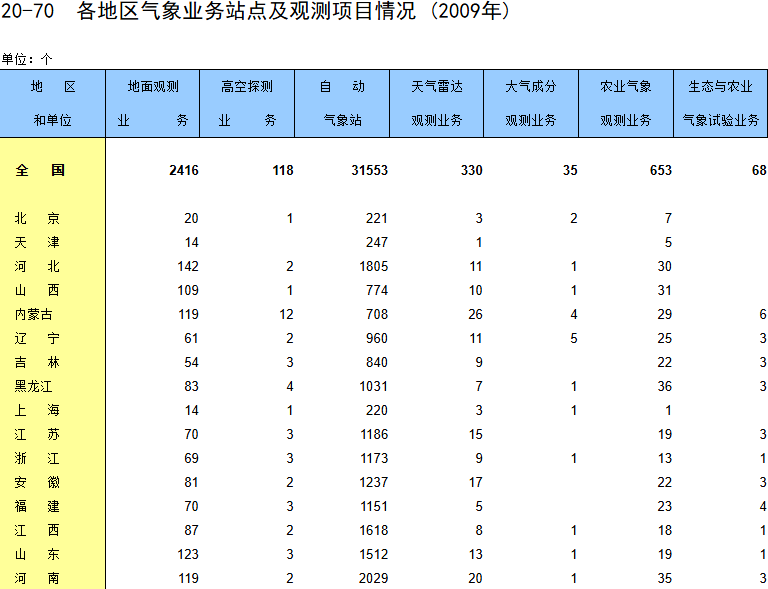 20-70 各地区气象业务站点及观测项目情况 (2009年)
单位: 个
地 区 和单位 地面观测 业 务 高空探测 业 务 自 动 气象站 天气雷达 观测业务 大气成分 观测业务 农业气象 观测业务 生态与农业 气象试验业务
全 国 2416 118 31553 330 35 653 68
北 京 20 1 221 3 2 7
天 津 14 247 1 5
河 北 142 2 1805 11 1 30
山 西 109 1 774 10 1 31
内蒙古 119 12 708 26 4 29 6
辽 宁 61 2 960 11 5 25 3
吉 林 54 3 840 9 22 3
黑龙江 83 4 1031 7 1 36 3
上 海 14 1 220 3 1 1
江 苏 70 3 1186 15 19 3
浙 江 69 3 1173 9 1 13 1
安 徽 81 2 1237 17 22 3
福 建 70 3 1151 5 23 4
江 西 87 2 1618 8 1 18 1
山 东 123 3 1512 13 1 19 1
河 南 119 2 2029 20 1 35 3